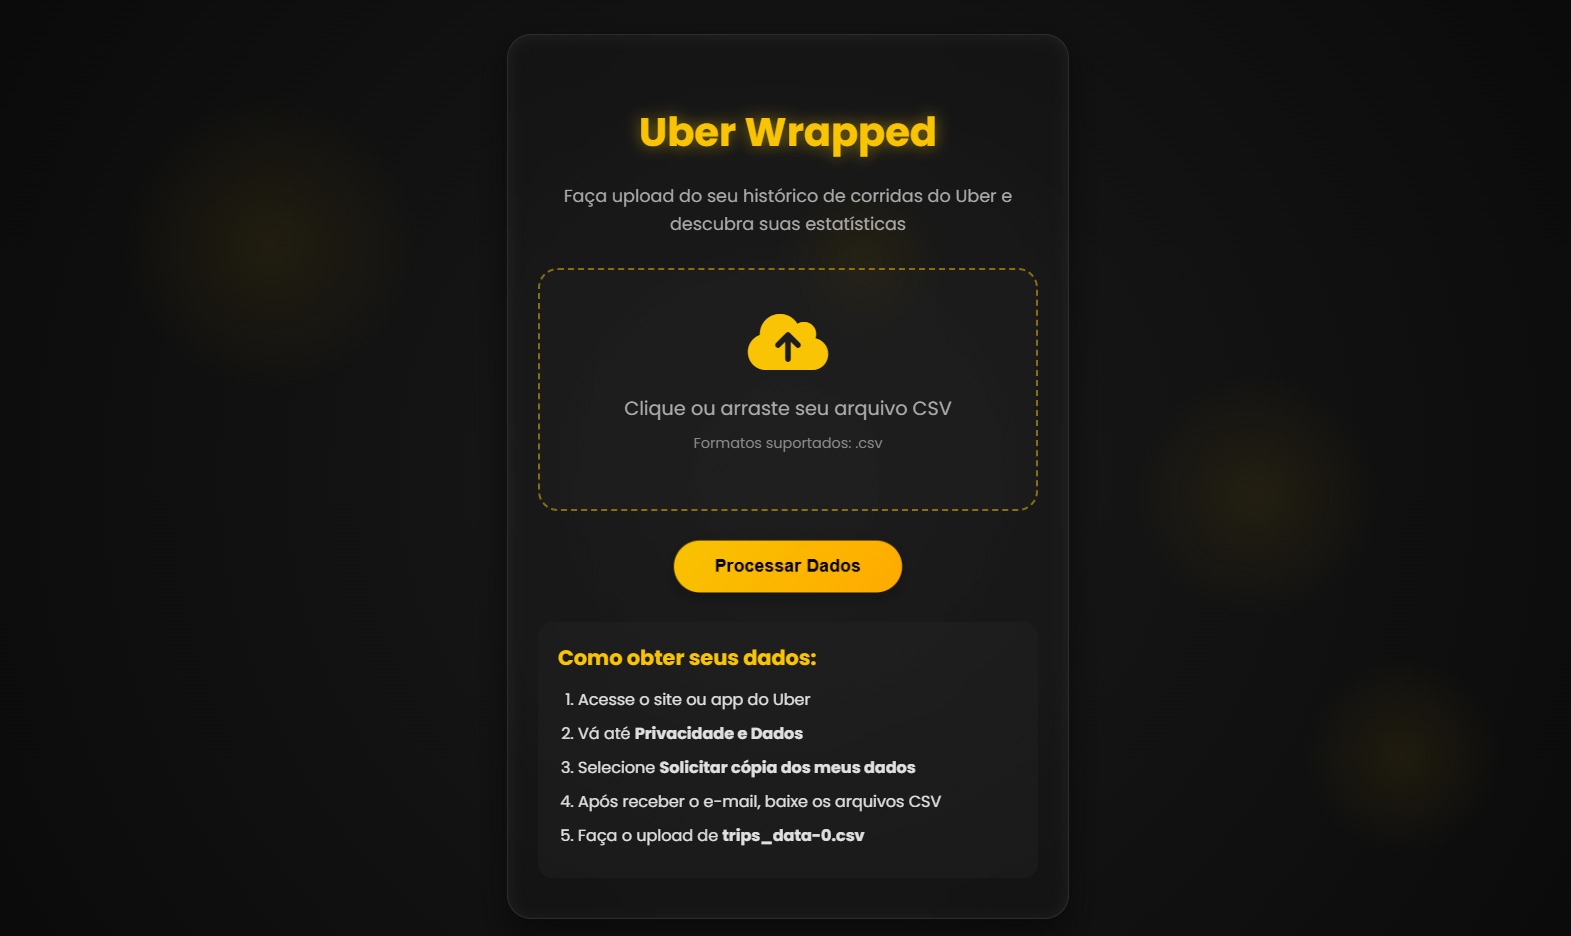 Uber Wrapped
Faça upload do seu histórico de corridas do Uber e
descubra suas estatísticas
Clique ou arraste seu arquivo CSV
Formatos suportados: .csv
Processar Dados
Como obter seus dados:
1. Acesse o site ou app do Uber
2. Vá até Privacidade e Dados
3. Selecione Solicitar cópia dos meus dados
4. Após receber o e-mail, baixe os arquivos CSV
5. Faça o upload de trips_data-0.csv